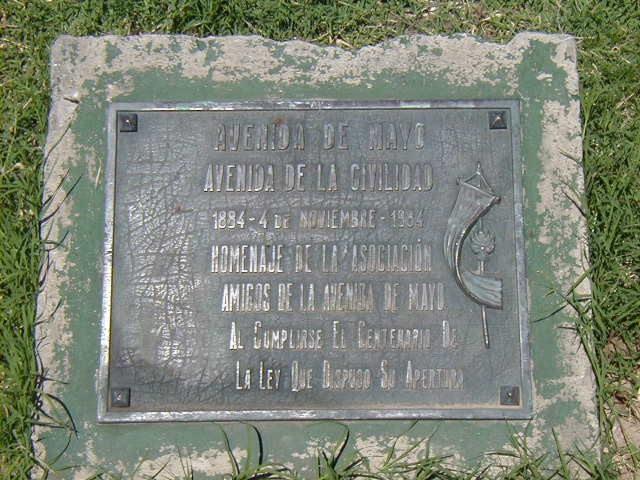 AVENIDA DE MAYO
AVENIDA DE LA CIVILIDAD
1884 - 4 DE NOVIEMBRE - 1984
HOMENAJE DE LA ASOCIACIÓN
AMIGOS DE LA AVENIDA DE MAYO
AL CUMPLIRSE EL CENTENARIO DE
LA LEY QUE DISPUSO SU APERTURA